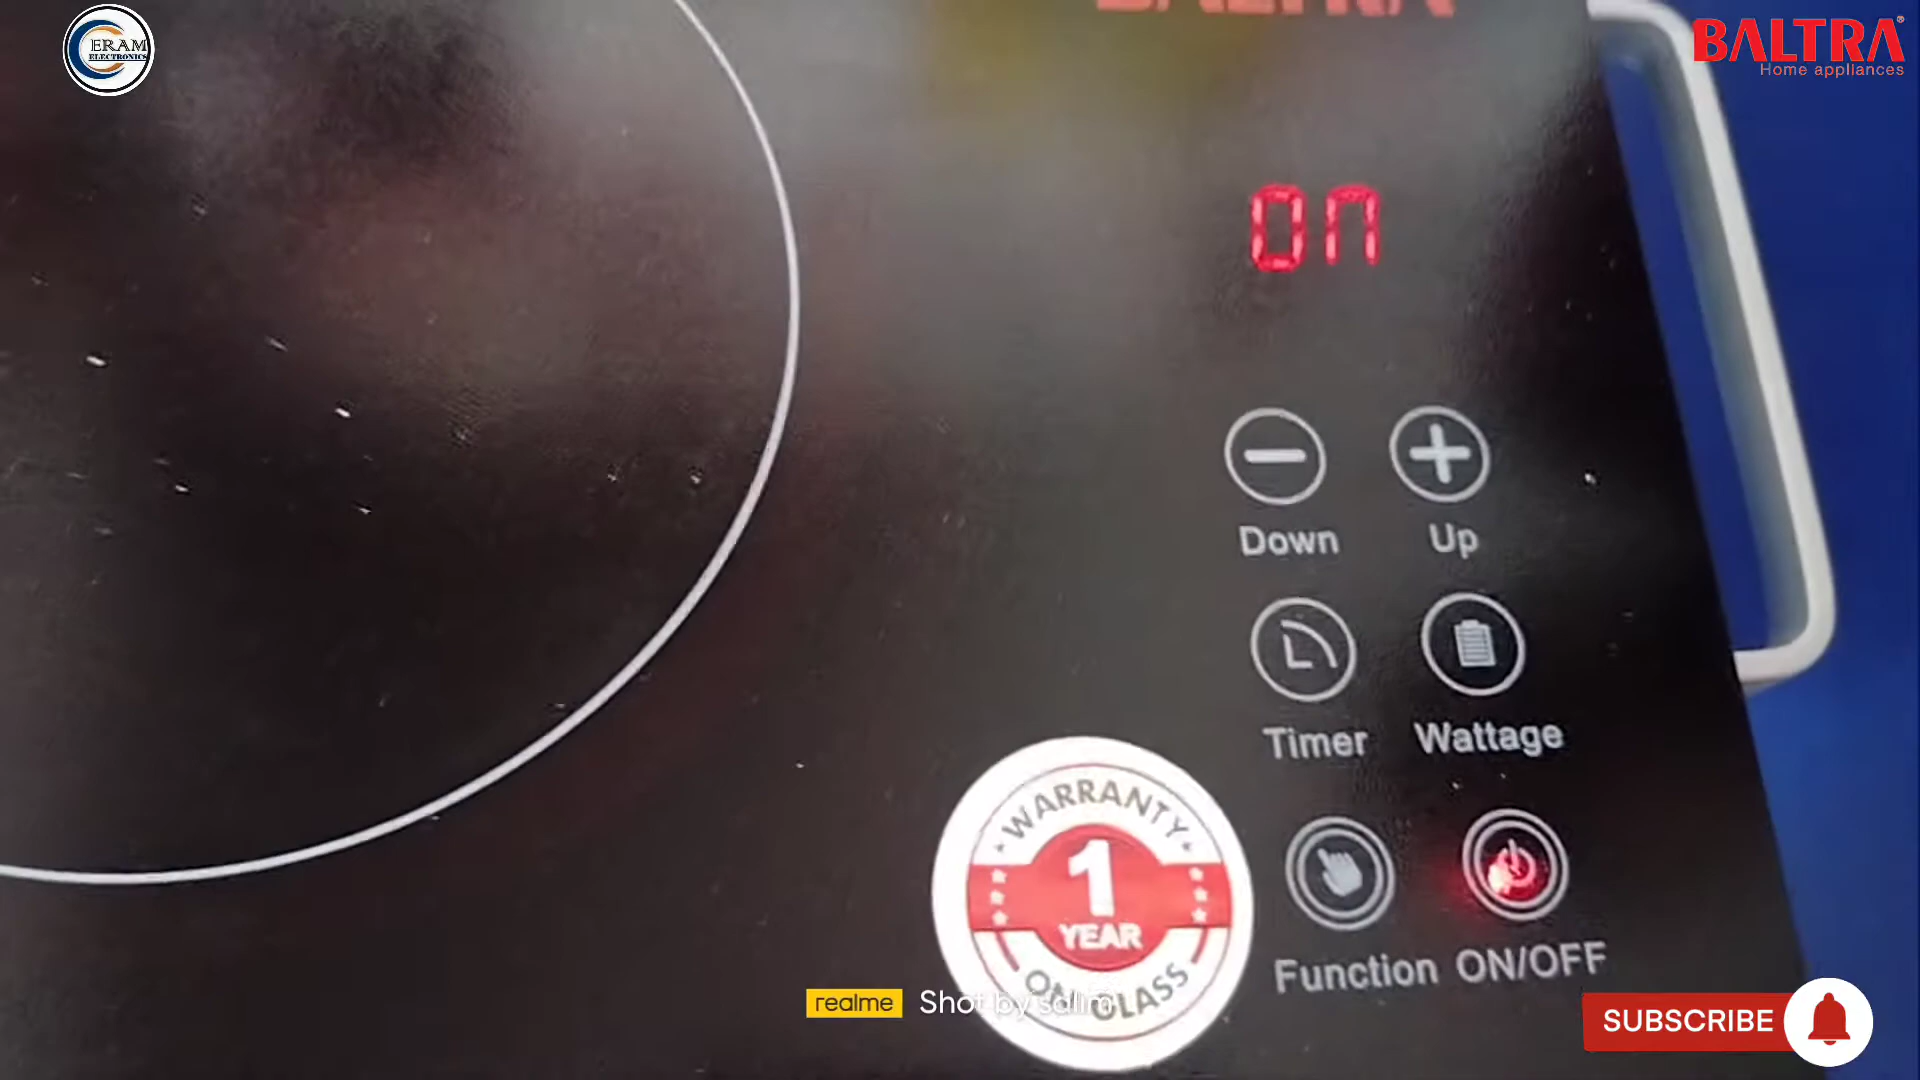 ERAM
ELECTRONICS
BALTRA
BALTRA®
Home appliances
on
Down
Up
Timer
Wattage
WARRANTY
1
YEAR
ON GLASS
Function
ON/OFF
realme
Shot by salim
SUBSCRIBE